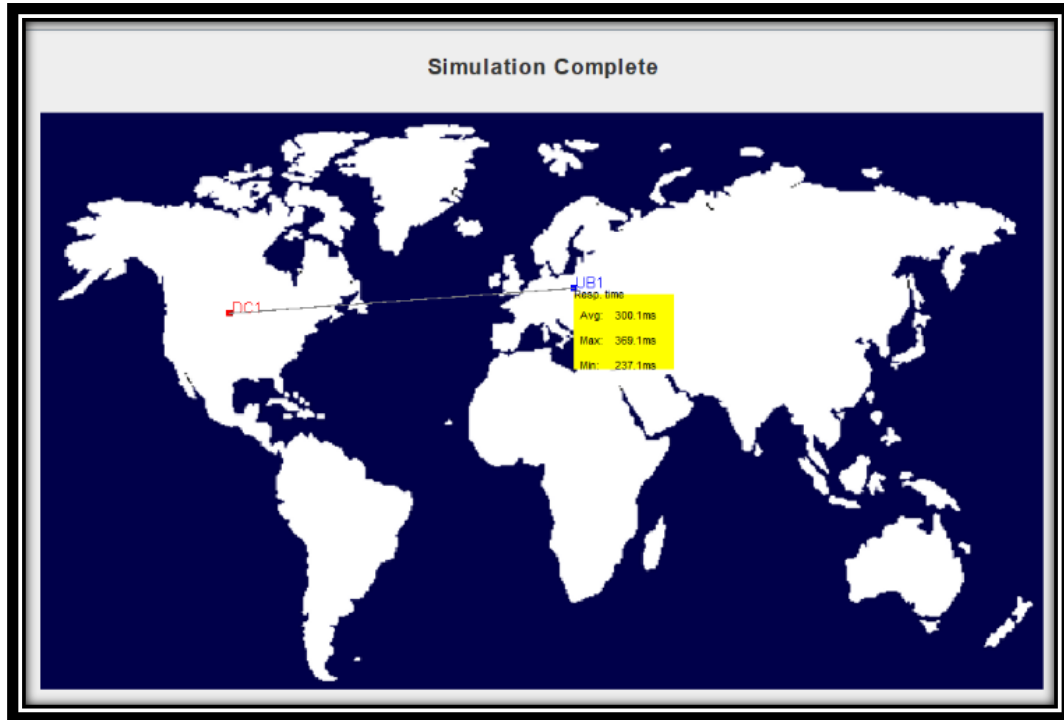 Simulation Complete
DC1
UB1
Resp. time
Avg: 300.1ms
Max: 369.1ms
Min: 237.1ms